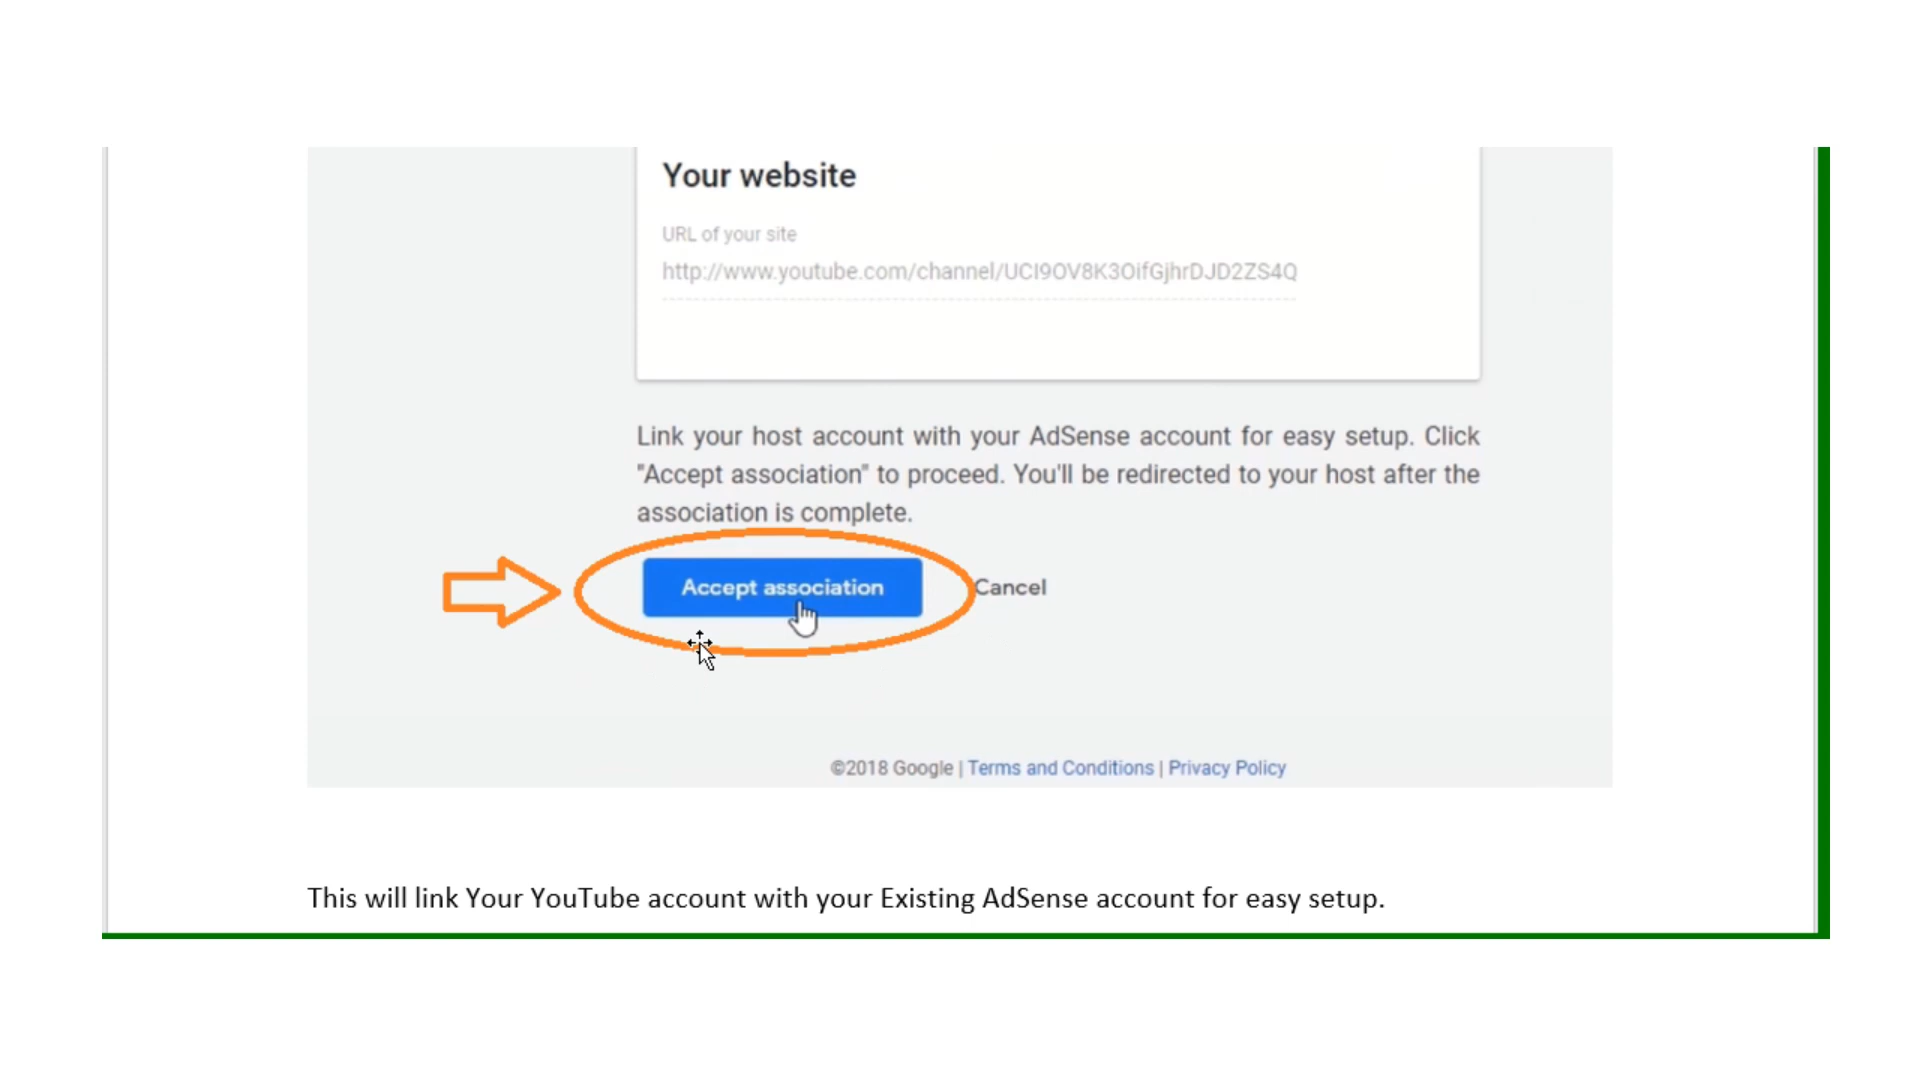 Your website
URL of your site
http://www.youtube.com/channel/UCI9OV8K3OifGjhrDJD2ZS4Q
Link your host account with your AdSense account for easy setup. Click
"Accept association" to proceed. You'll be redirected to your host after the
association is complete.
Accept association Cancel
©2018 Google | Terms and Conditions | Privacy Policy
This will link Your YouTube account with your Existing AdSense account for easy setup.